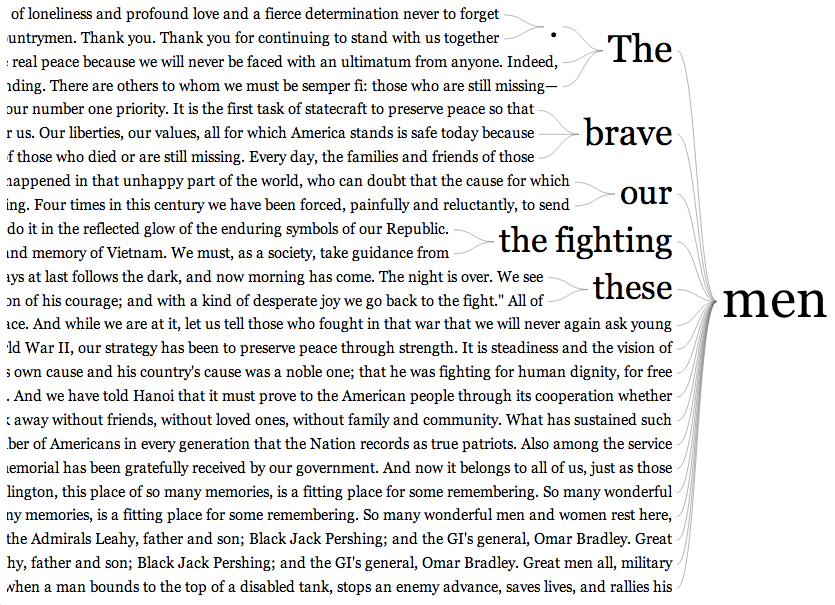 of loneliness and profound love and a fierce determination never to forget
Thank you. Thank you for continuing to stand with us together
.
The
real peace because we will never be faced with an ultimatum from anyone. Indeed,
There are others to whom we must be semper fi: those who are still missing—
our number one priority. It is the first task of statecraft to preserve peace so that
us. Our liberties, our values, all for which America stands is safe today because
brave
of those who died or are still missing. Every day, the families and friends of those
happened in that unhappy part of the world, who can doubt that the cause for which
our
ing. Four times in this century we have been forced, painfully and reluctantly, to send
do it in the reflected glow of the enduring symbols of our Republic.
the fighting
and memory of Vietnam. We must, as a society, take guidance from
ays at last follows the dark, and now morning has come. The night is over. We see
these
on of his courage; and with a kind of desperate joy we go back to the fight." All of
men
ace. And while we are at it, let us tell those who fought in that war that we will never again ask young
ld War II, our strategy has been to preserve peace through strength. It is steadiness and the vision of
s own cause and his country's cause was a noble one; that he was fighting for human dignity, for free
. And we have told Hanoi that it must prove to the American people through its cooperation whether
away without friends, without loved ones, without family and community. What has sustained such
ber of Americans in every generation that the Nation records as true patriots. Also among the service
emorial has been gratefully received by our government. And now it belongs to all of us, just as those
lington, this place of so many memories, is a fitting place for some remembering. So many wonderful
ny memories, is a fitting place for some remembering. So many wonderful men and women rest here,
the Admirals Leahy, father and son; Black Jack Pershing; and the GI's general, Omar Bradley. Great
hy, father and son; Black Jack Pershing; and the GI's general, Omar Bradley. Great men all, military
when a man bounds to the top of a disabled tank, stops an enemy advance, saves lives, and rallies his